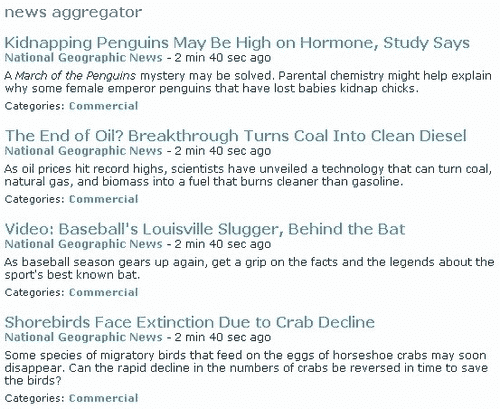 news aggregator
Kidnapping Penguins May Be High on Hormone, Study Says
National Geographic News - 2 min 40 sec ago
A March of the Penguins mystery may be solved. Parental chemistry might help explain
why some female emperor penguins that have lost babies kidnap chicks.
Categories: Commercial
The End of Oil? Breakthrough Turns Coal Into Clean Diesel
National Geographic News - 2 min 40 sec ago
As oil prices hit record highs, scientists have unveiled a technology that can turn coal,
natural gas, and biomass into a fuel that burns cleaner than gasoline.
Categories: Commercial
Video: Baseball's Louisville Slugger, Behind the Bat
National Geographic News - 2 min 40 sec ago
As baseball season gears up again, get a grip on the facts and the legends about the
sport's best known bat.
Categories: Commercial
Shorebirds Face Extinction Due to Crab Decline
National Geographic News - 2 min 40 sec ago
Some species of migratory birds that feed on the eggs of horseshoe crabs may soon
disappear. Can the rapid decline in the numbers of crabs be reversed in time to save
the birds?
Categories: Commercial